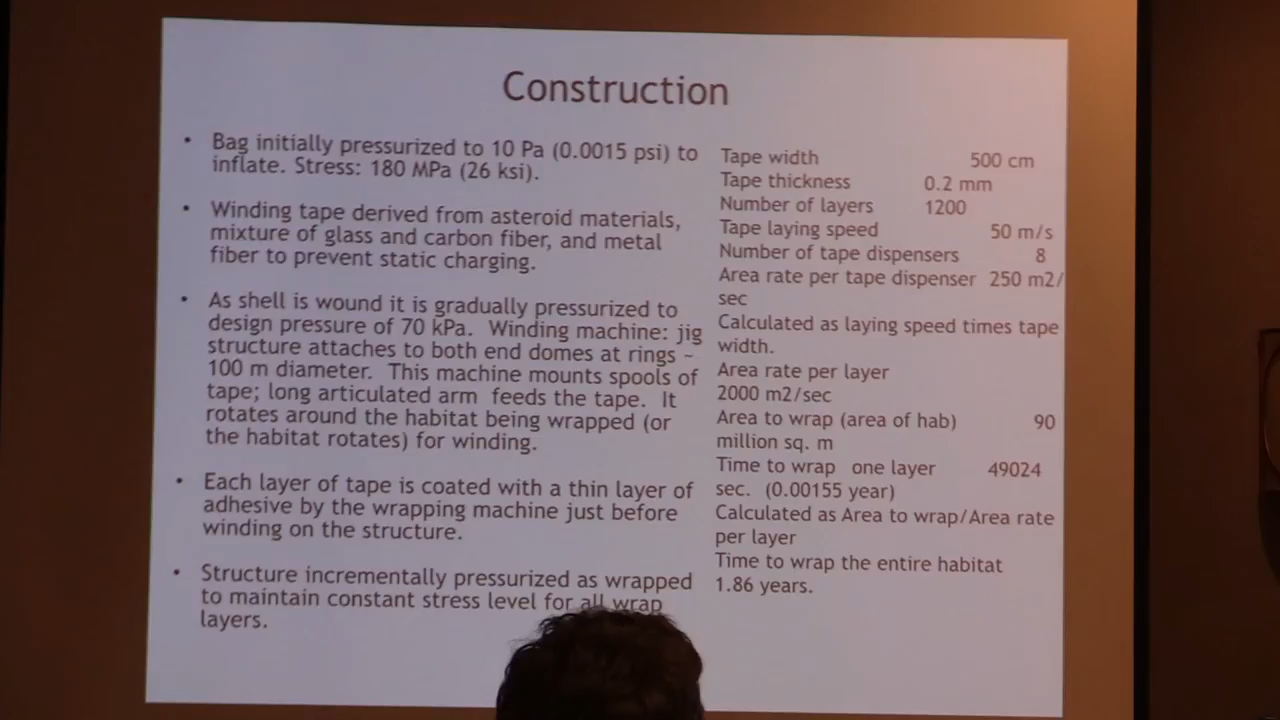 Construction
• Bag initially pressurized to 10 Pa (0.0015 psi) to
inflate. Stress: 180 MPa (26 ksi).
• Winding tape derived from asteroid materials,
mixture of glass and carbon fiber, and metal
fiber to prevent static charging.
• As shell is wound it is gradually pressurized to
design pressure of 70 kPa. Winding machine: jig
structure attaches to both end domes at rings ~
100 m diameter. This machine mounts spools of
tape; long articulated arm feeds the tape. It
rotates around the habitat being wrapped (or
the habitat rotates) for winding.
• Each layer of tape is coated with a thin layer of
adhesive by the wrapping machine just before
winding on the structure.
• Structure incrementally pressurized as wrapped
to maintain constant stress level for all wrap
layers.
Tape width 500 cm
Tape thickness 0.2 mm
Number of layers 1200
Tape laying speed 50 m/s
Number of tape dispensers 8
Area rate per tape dispenser 250 m2/
sec
Calculated as laying speed times tape
width.
Area rate per layer
2000 m2/sec
Area to wrap (area of hab) 90
million sq. m
Time to wrap one layer 49024
sec. (0.00155 year)
Calculated as Area to wrap/Area rate
per layer
Time to wrap the entire habitat
1.86 years.